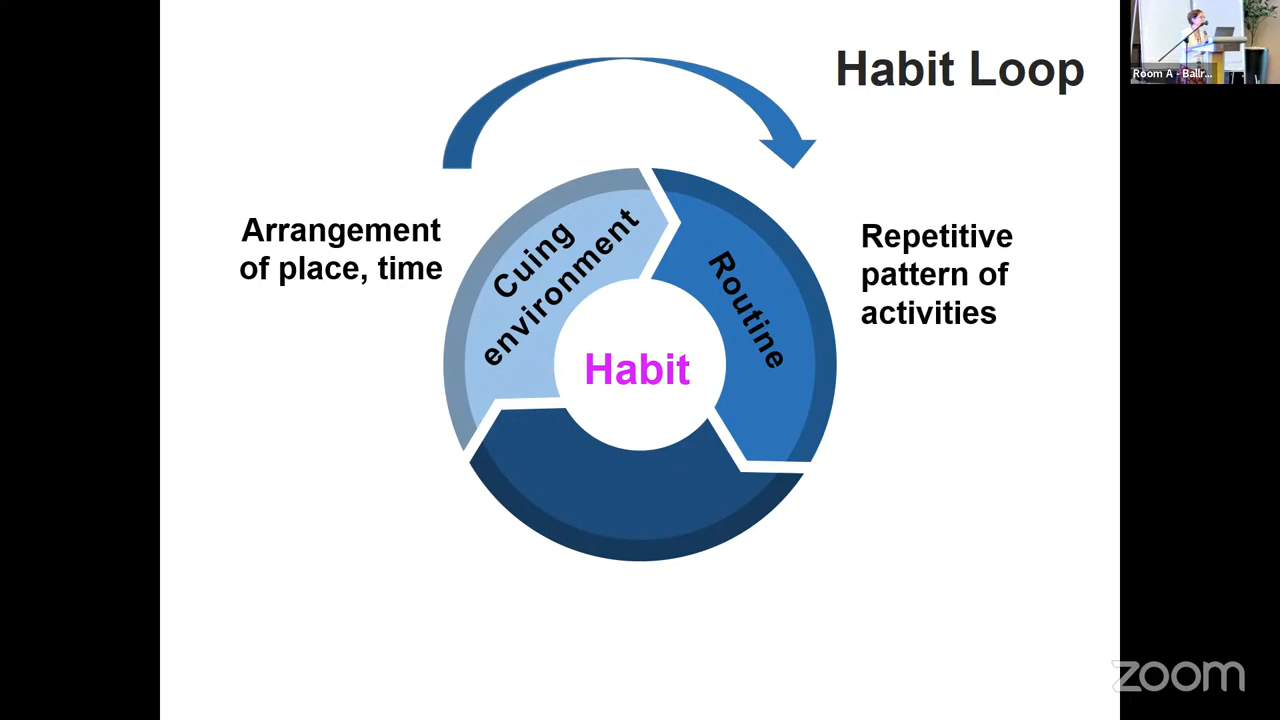 Habit Loop
Room A - Ballr...
Arrangement
of place, time
Cuing
environment
Routine
Repetitive
pattern of
activities
Habit
zoom